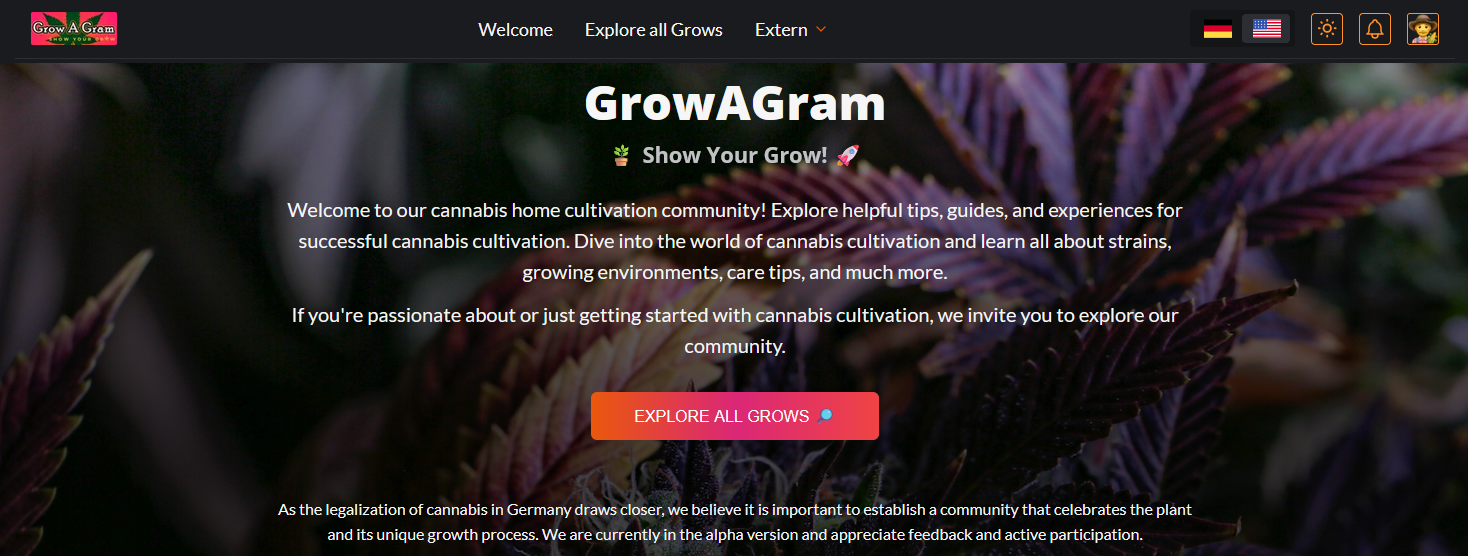 Grow A Gram
SHOW YOUR GROW
Welcome
Explore all Grows
Extern
GrowAGram
Show Your Grow!
Welcome to our cannabis home cultivation community! Explore helpful tips, guides, and experiences for
successful cannabis cultivation. Dive into the world of cannabis cultivation and learn all about strains,
growing environments, care tips, and much more.
If you're passionate about or just getting started with cannabis cultivation, we invite you to explore our
community.
EXPLORE ALL GROWS
As the legalization of cannabis in Germany draws closer, we believe it is important to establish a community that celebrates the plant
and its unique growth process. We are currently in the alpha version and appreciate feedback and active participation.